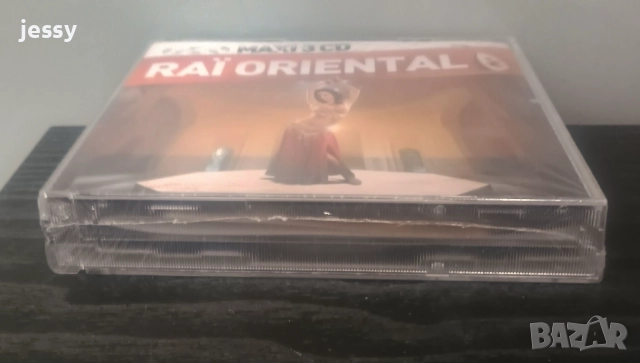 jessy
MAXI 3 CD
RAÏ ORIENTAL 6
BAZAR